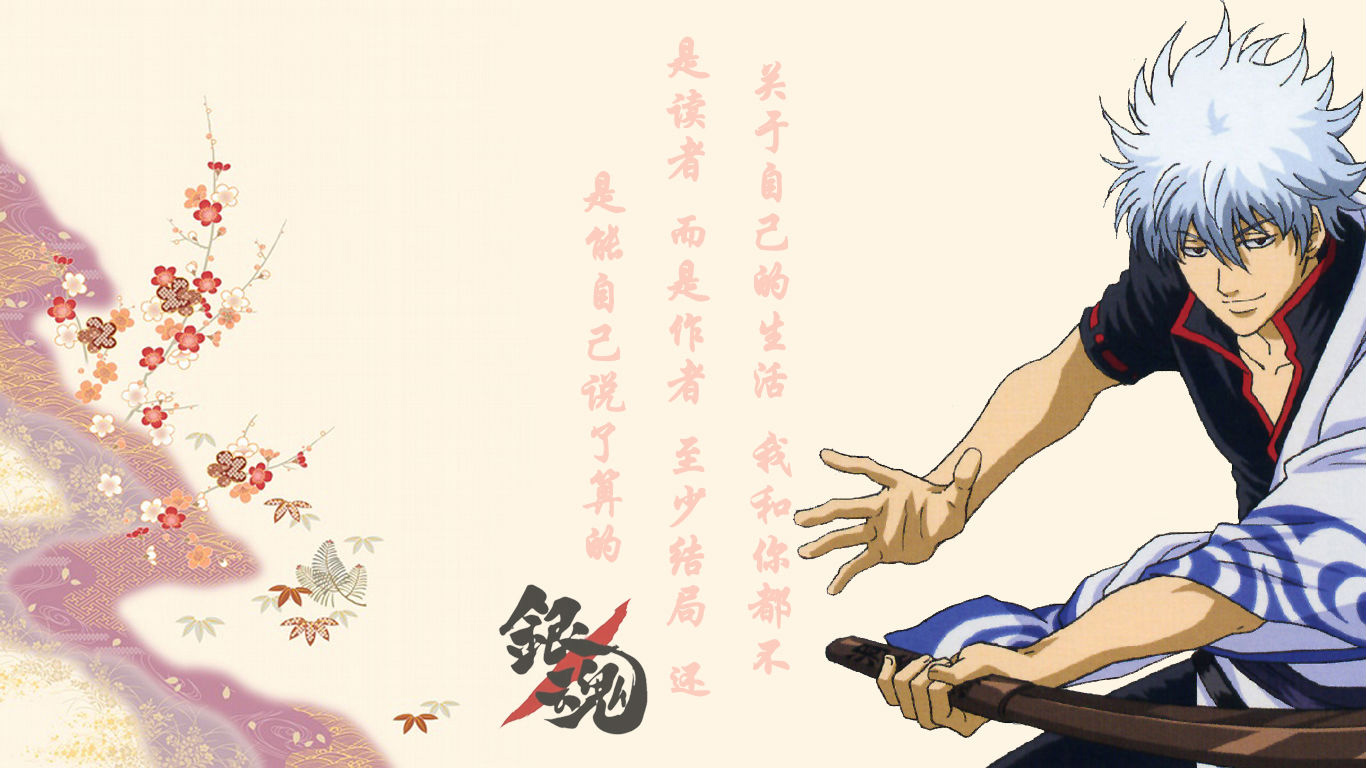 关于自己的生活 我和你都不
是读者 而是作者 至少结局 还
是能自己说了算的
銀魂